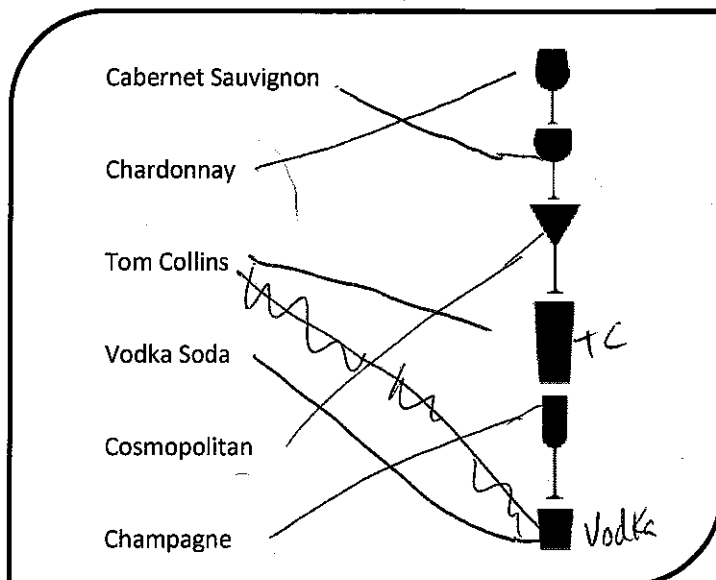 Cabernet Sauvignon
Chardonnay
Tom Collins
TC
Vodka Soda
Cosmopolitan
Champagne
Vodka